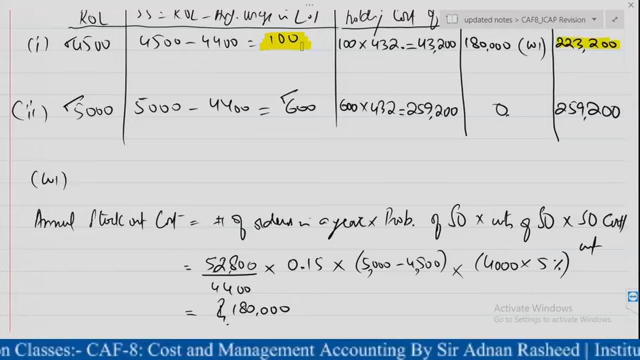 ROL SS = ROL - Avg. usage in L.T Holding Cost of
updated notes > CAF8_ICAP Revision
(i) 4500 4500 - 4400 = 100 100 x 432 = 43,200 180,000 (W1) 223,200
(ii) 5000 5000 - 4400 = 600 600 x 432 = 259,200 0 259,200
(W1)
Annual Stock out Cost = # of orders in a year x Prob. of SO x units of SO x SO Cost/
unit
= 52,800 x 0.15 x (5,000 - 4,500) x (4000 x 5%)
4400
= 180,000
Activate Windows
Go to Settings to activate Windows.
on Classes:- CAF-8: Cost and Management Accounting By Sir Adnan Rasheed | Institut